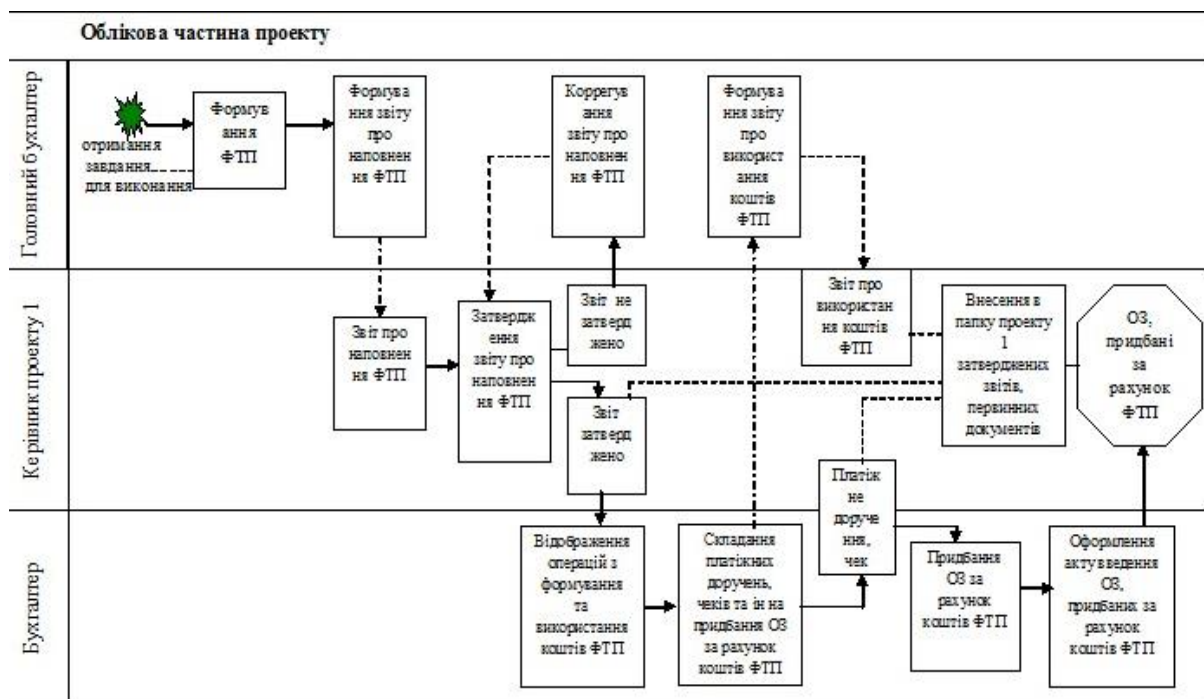 Облікова частина проекту
Головний бухгалтер
отримання
завдання
для виконання
Формув
ання
ФТП
Формува
ння звіту
про
наповнен
ня ФТП
Коррегув
ання
звіту про
наповнен
ня ФТП
Формува
ння звіту
про
використ
ання
коштів
ФТП
Керівник проекту 1
Звіт про
наповнен
ня ФТП
Затвердж
ення
звіту про
наповнен
ня ФТП
Звіт не
затвер
джено
Звіт
затвер
джено
Звіт про
використан
ня коштів
ФТП
Внесення в
папку проекту
1
затверджених
звітів,
первинних
документів
ОЗ,
придбані
за
рахунок
ФТП
Платіж
не
доруче
ння,
чек
Бухгалтер
Відображення
операцій з
формування
та
використання
коштів ФТП
Складання
платіжних
доручень,
чеків та ін на
придбання ОЗ
за рахунок
коштів ФТП
Придбання
ОЗ за
рахунок
коштів ФТП
Оформлення
акту введення
ОЗ,
придбаних за
рахунок
коштів ФТП